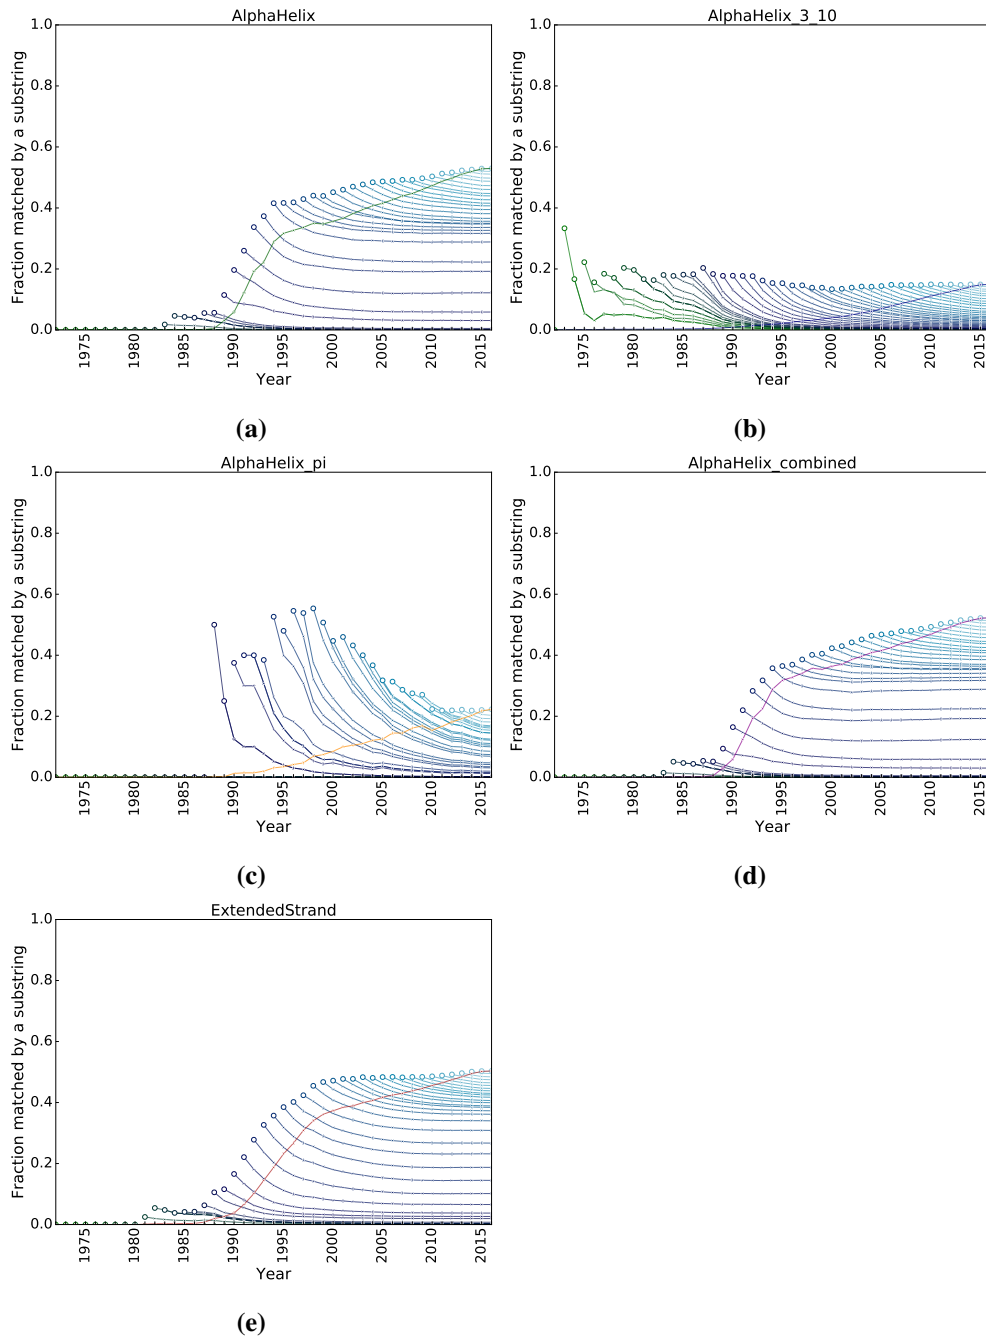 AlphaHelix
Fraction matched by a substring
1.0
0.8
0.6
0.4
0.2
0.0
1975 1980 1985 1990 1995 2000 2005 2010 2015
Year
(a)
AlphaHelix_3_10
Fraction matched by a substring
1.0
0.8
0.6
0.4
0.2
0.0
1975 1980 1985 1990 1995 2000 2005 2010 2015
Year
(b)
AlphaHelix_pi
Fraction matched by a substring
1.0
0.8
0.6
0.4
0.2
0.0
1975 1980 1985 1990 1995 2000 2005 2010 2015
Year
(c)
AlphaHelix_combined
Fraction matched by a substring
1.0
0.8
0.6
0.4
0.2
0.0
1975 1980 1985 1990 1995 2000 2005 2010 2015
Year
(d)
ExtendedStrand
Fraction matched by a substring
1.0
0.8
0.6
0.4
0.2
0.0
1975 1980 1985 1990 1995 2000 2005 2010 2015
Year
(e)